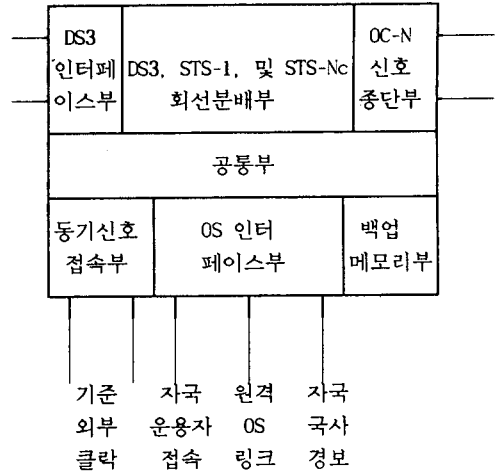 DS3
인터페
이스부
DS3, STS-1, 및 STS-Nc
회선분배부
OC-N
신호
종단부
공통부
동기신호
접속부
OS 인터
페이스부
백업
메모리부
기준
외부
클락
자국
운용자
접속
원격
OS
링크
자국
국사
경보